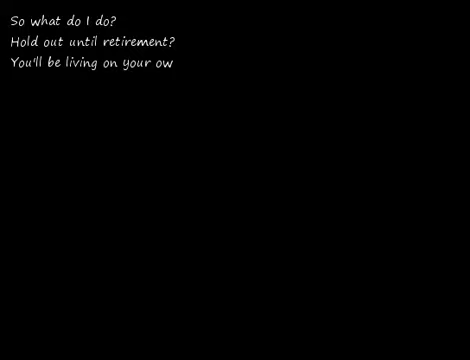 So what do I do?
Hold out until retirement?
You'll be living on your ow